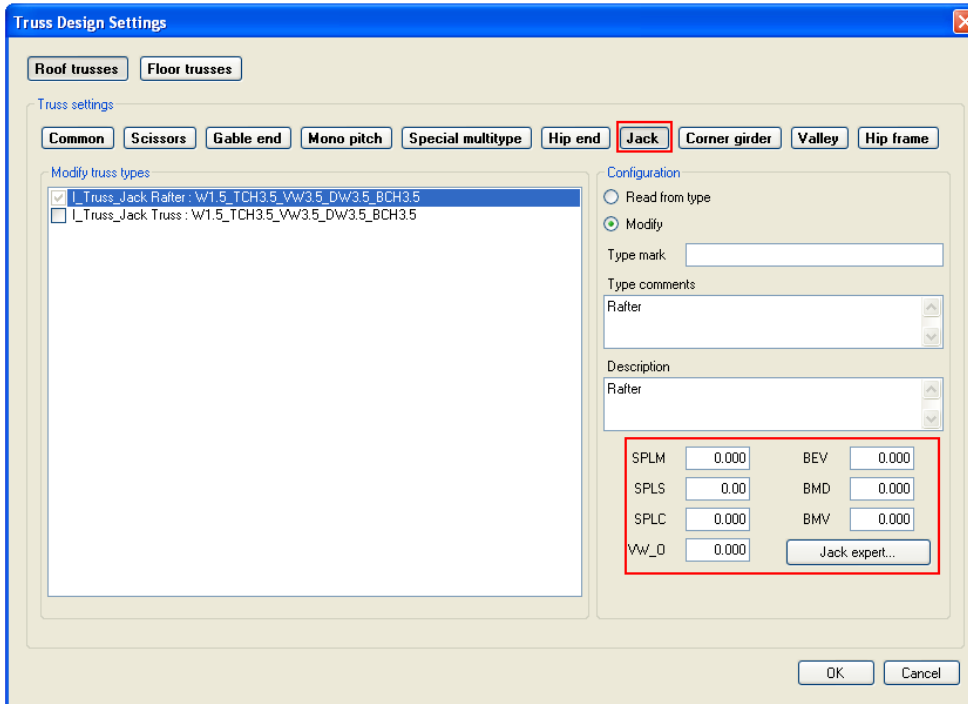 Truss Design Settings
Roof trusses Floor trusses
Truss settings
Common Scissors Gable end Mono pitch Special multitype Hip end Jack Corner girder Valley Hip frame
Modify truss types
I_Truss_Jack Rafter : W1.5_TCH3.5_VW3.5_DW3.5_BCH3.5
I_Truss_Jack Truss : W1.5_TCH3.5_VW3.5_DW3.5_BCH3.5
Configuration
Read from type
Modify
Type mark
Type comments
Rafter
Description
Rafter
SPLM 0.000 BEV 0.000
SPLS 0.00 BMD 0.000
SPLC 0.000 BMV 0.000
VW_O 0.000 Jack expert...
OK Cancel